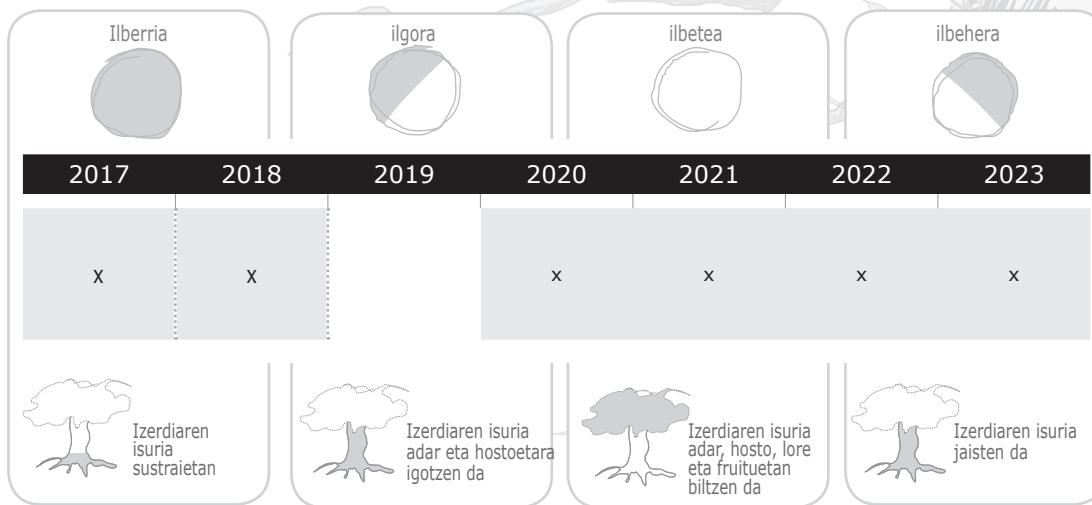 Ilberria
ilgora
ilbetea
ilbehera
2017 2018 2019 2020 2021 2022 2023
X X x x x x
Izerdiaren
isuria
sustraietan
Izerdiaren isuria
adar eta hostoetara
igotzen da
Izerdiaren isuria
adar, hosto, lore
eta fruituetan
biltzen da
Izerdiaren isuria
jaisten da